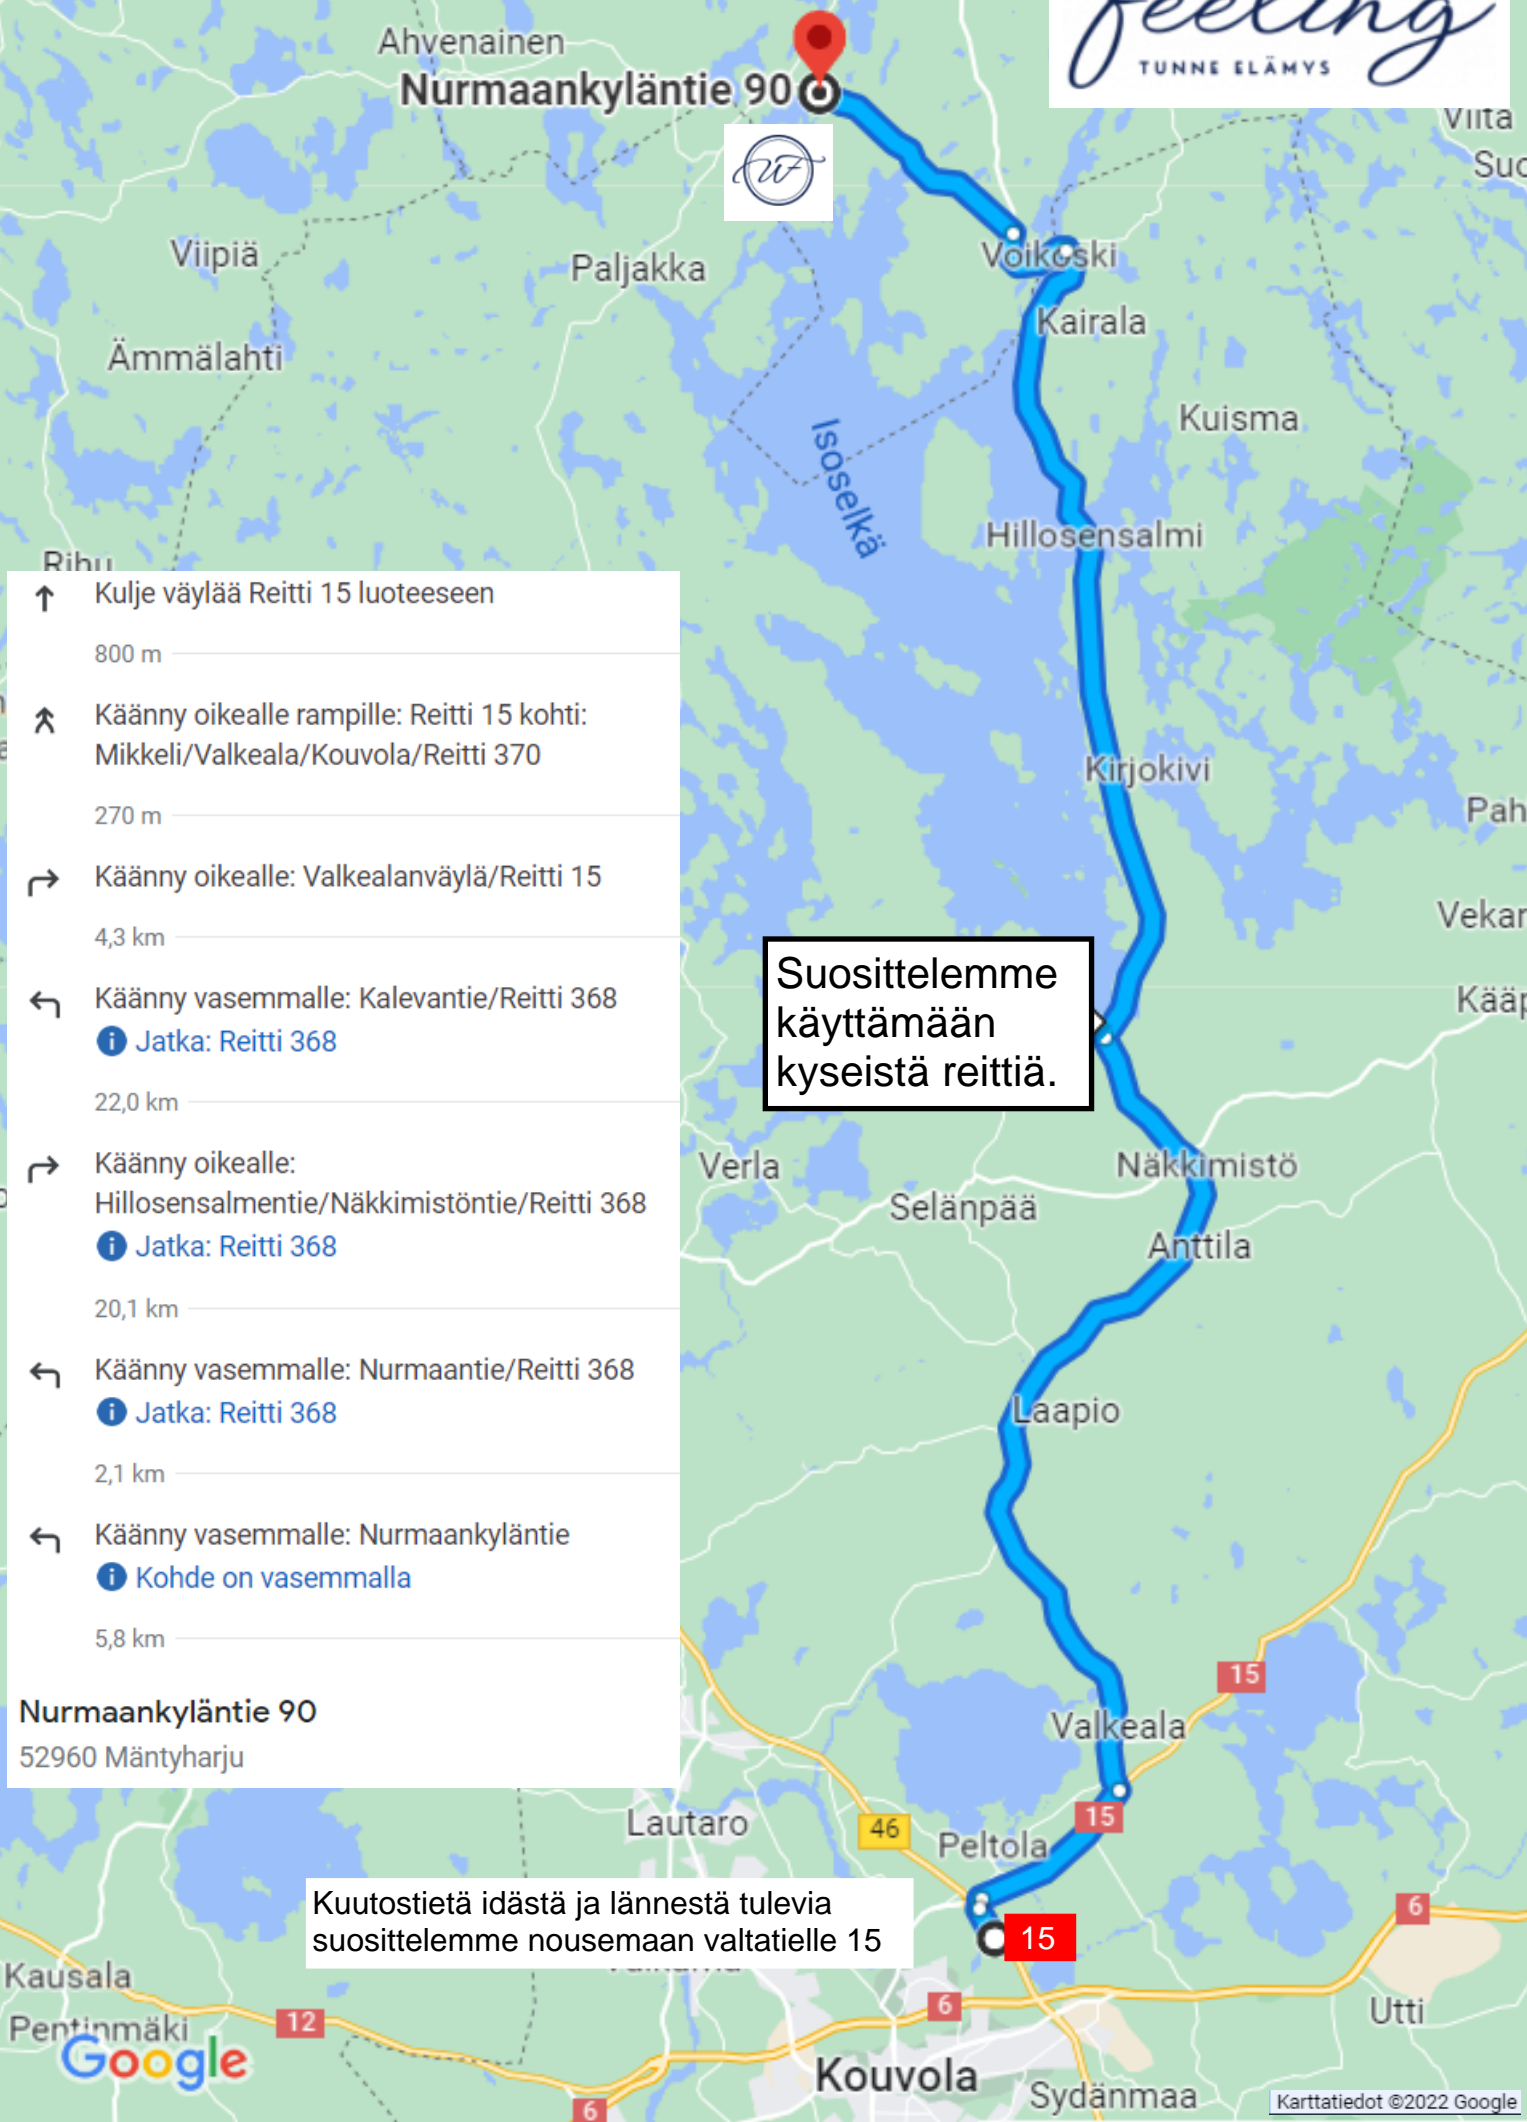 feeling
TUNNE ELÄMYS
Ahvenainen
Nurmaankyläntie 90
Viita
WF
Viipiä
Paljakka
Voikoski
Kairala
Ämmälahti
Kuisma
Isoselkä
Hillosensalmi
Rihu
Kulje väylää Reitti 15 luoteeseen
800 m
Käänny oikealle rampille: Reitti 15 kohti:
Mikkeli/Valkeala/Kouvola/Reitti 370
270 m
Käänny oikealle: Valkealanväylä/Reitti 15
4,3 km
Käänny vasemmalle: Kalevantie/Reitti 368
Jatka: Reitti 368
22,0 km
Käänny oikealle:
Hillosensalmentie/Näkkimistöntie/Reitti 368
Jatka: Reitti 368
20,1 km
Käänny vasemmalle: Nurmaantie/Reitti 368
Jatka: Reitti 368
2,1 km
Käänny vasemmalle: Nurmaankyläntie
Kohde on vasemmalla
5,8 km
Nurmaankyläntie 90
52960 Mäntyharju
Kirjokivi
Pah
Vekar
Suosittelemme
käyttämään
kyseistä reittiä.
Verla
Näkkimistö
Selänpää
Anttila
Laapio
15
Valkeala
15
Lautaro
46
Peltola
Kuutostietä idästä ja lännestä tulevia
suosittelemme nousemaan valtatielle 15
15
6
Kausala
6
Utti
Pentinmäki
12
Google
Kouvola
Sydänmaa
6
Karttatiedot ©2022 Google